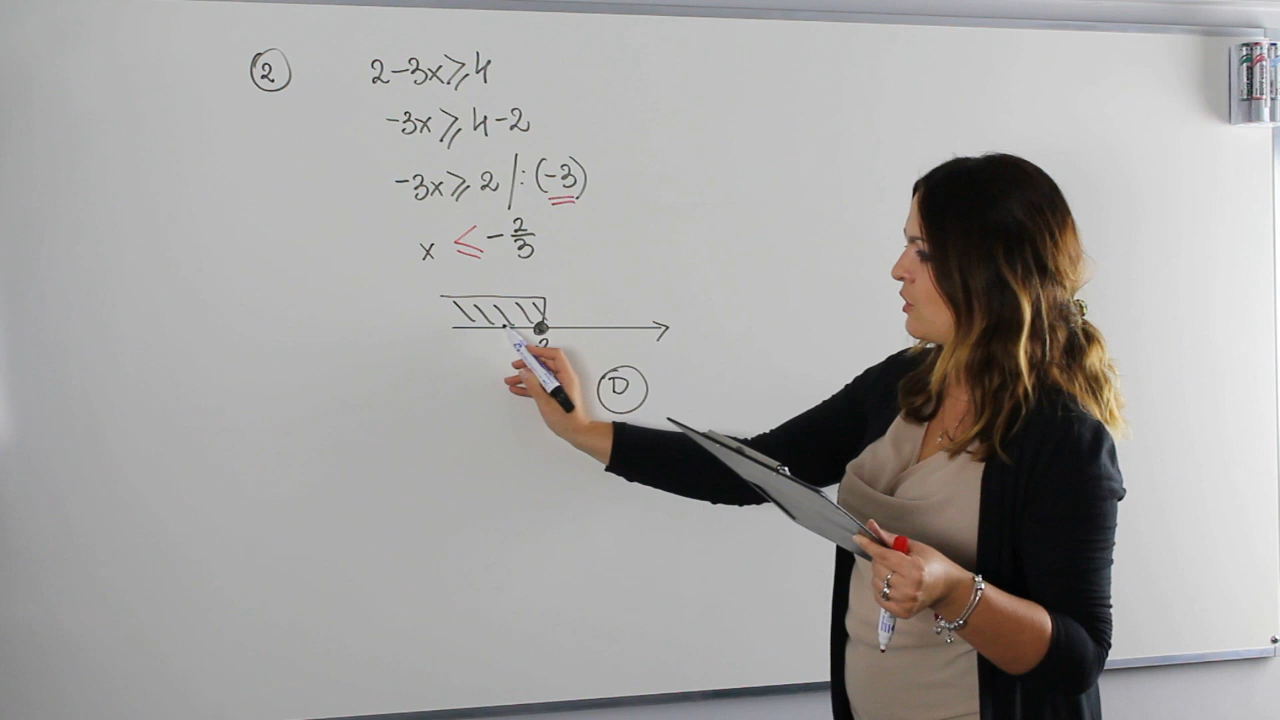 ② 2-3x⩾4
-3x⩾4-2
-3x⩾2 |:(-3)
x ≤ -2/3
Ⓓ